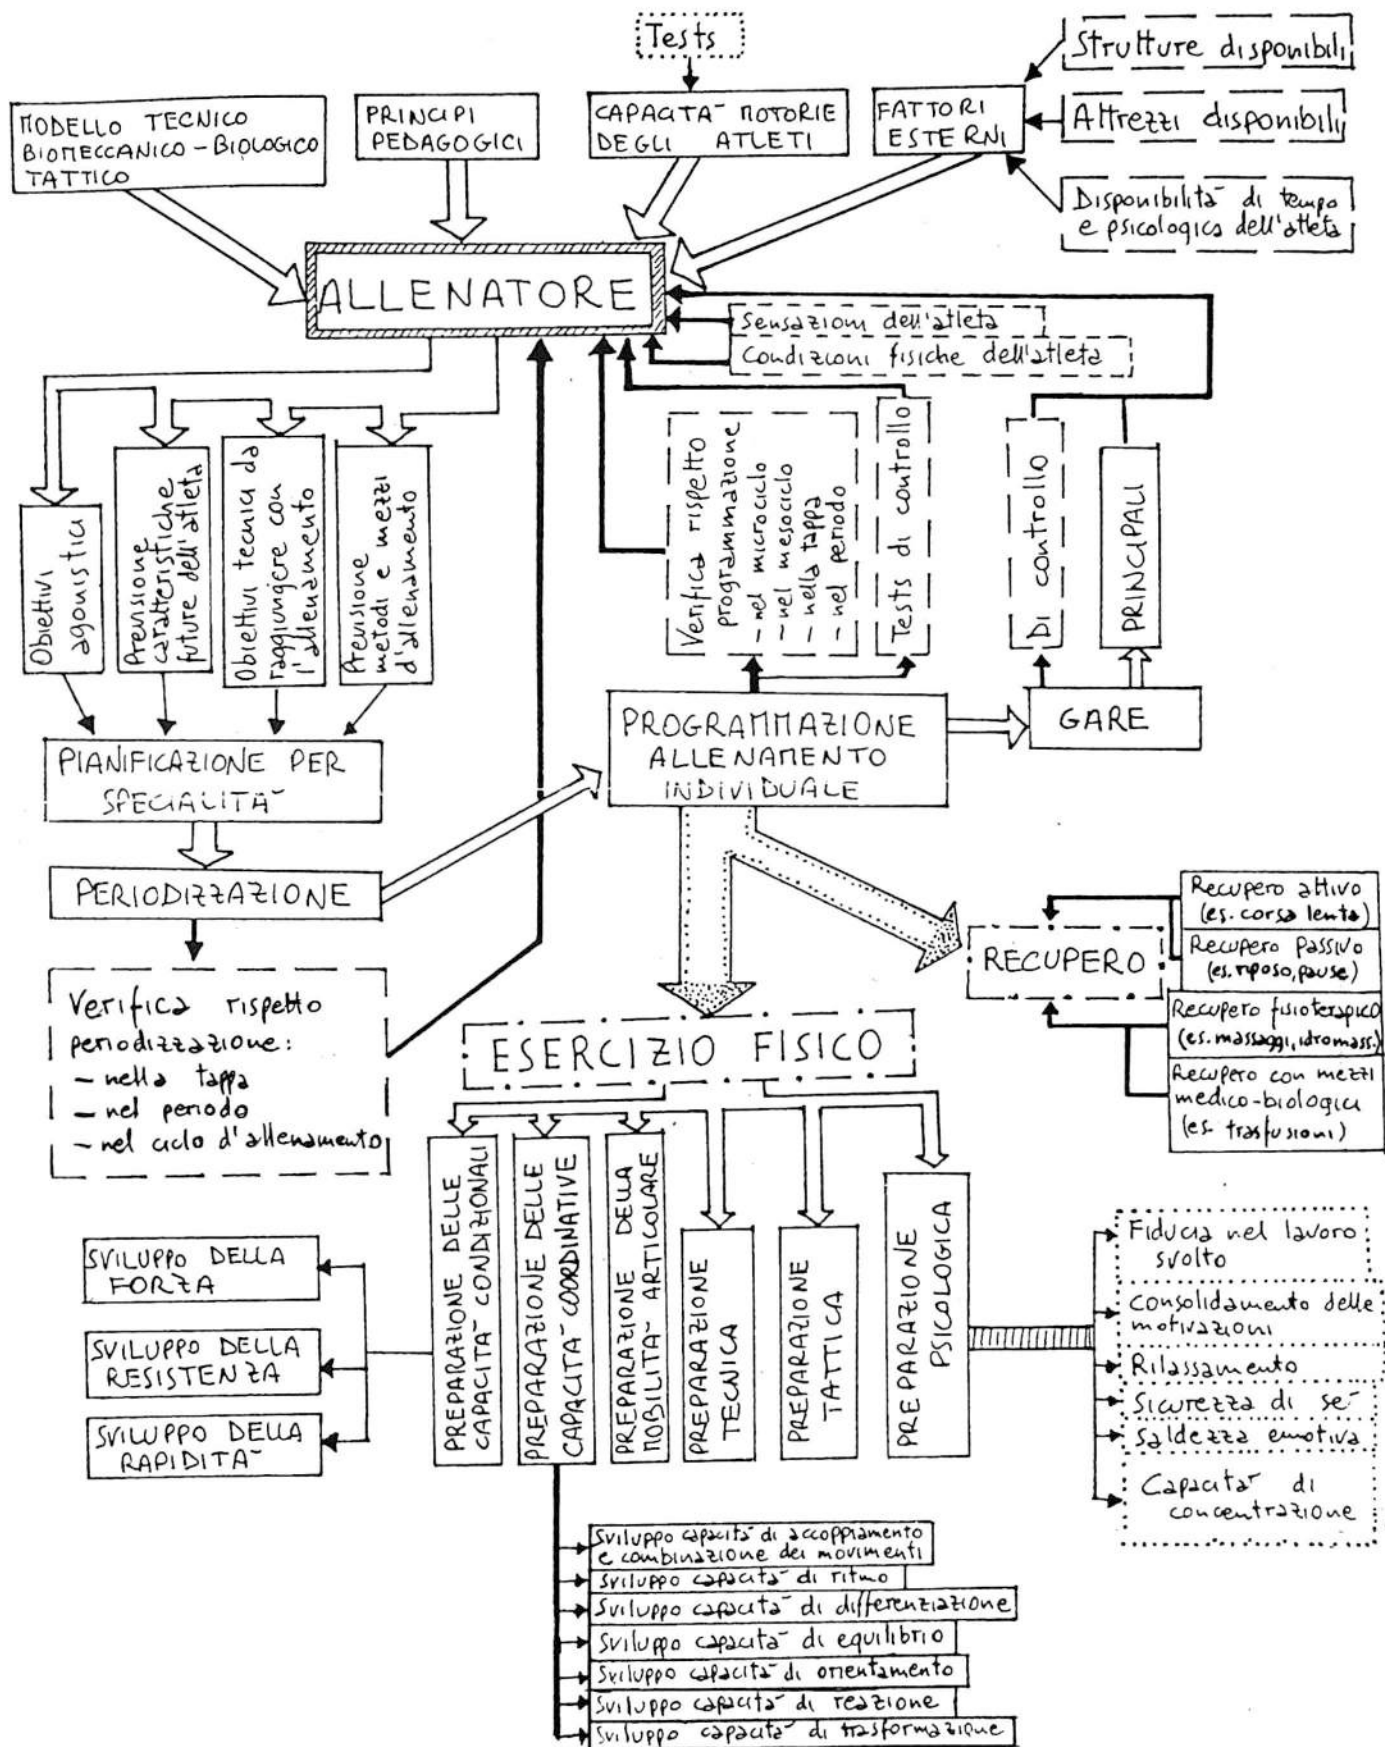 Tests
Strutture disponibili
MODELLO TECNICO
BIOMECCANICO-BIOLOGICO
TATTICO
PRINCIPI
PEDAGOGICI
CAPACITÀ MOTORIE
DEGLI ATLETI
FATTORI
ESTERNI
Attrezzi disponibili
Disponibilità di tempo
e psicologica dell'atleta
ALLENATORE
Sensazioni dell'atleta
Condizioni fisiche dell'atleta
Obiettivi
agonistici
Previsione
caratteristiche
future dell'atleta
Obiettivi tecnici da
raggiungere con
l'allenamento
Previsione
metodi e mezzi
d'allenamento
Verifica rispetto
programmazione
- nel microciclo
- nel mesociclo
- nella tappa
- nel periodo
Tests di controllo
Di controllo
PRINCIPALI
PIANIFICAZIONE PER
SPECIALITÀ
PROGRAMMAZIONE
ALLENAMENTO
INDIVIDUALE
GARE
PERIODIZZAZIONE
Recupero attivo
(es. corsa lenta)
RECUPERO
Recupero passivo
(es. riposo, pause)
Recupero fisioterapico
(es. massaggi, idromass.)
Recupero con mezzi
medico-biologici
(es. trasfusioni)
Verifica rispetto
periodizzazione:
- nella tappa
- nel periodo
- nel ciclo d'allenamento
ESERCIZIO FISICO
PREPARAZIONE DELLE
CAPACITÀ CONDIZIONALI
PREPARAZIONE DELLE
CAPACITÀ COORDINATIVE
PREPARAZIONE DELLA
MOBILITÀ ARTICOLARE
PREPARAZIONE
TECNICA
PREPARAZIONE
TATTICA
PREPARAZIONE
PSICOLOGICA
SVILUPPO DELLA
FORZA
SVILUPPO DELLA
RESISTENZA
SVILUPPO DELLA
RAPIDITÀ
Fiducia nel lavoro
svolto
Consolidamento delle
motivazioni
Rilassamento
Sicurezza di sé
Saldezza emotiva
Capacità di
concentrazione
Sviluppo capacità di accoppiamento
e combinazione dei movimenti
Sviluppo capacità di ritmo
Sviluppo capacità di differenziazione
Sviluppo capacità di equilibrio
Sviluppo capacità di orientamento
Sviluppo capacità di reazione
Sviluppo capacità di trasformazione